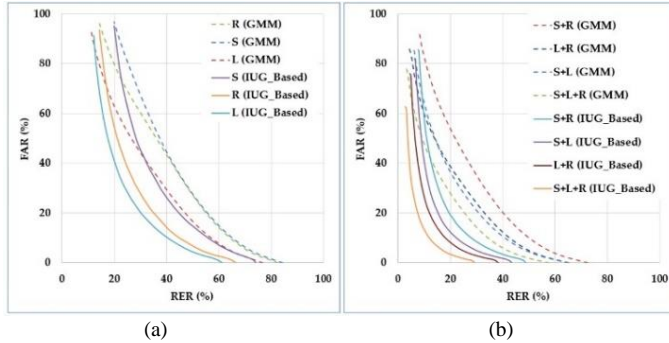 100
80
60
40
20
0
FAR (%)
0 20 40 60 80 100
RER (%)
R (GMM)
S (GMM)
L (GMM)
S (IUG_Based)
R (IUG_Based)
L (IUG_Based)
(a)
100
80
60
40
20
0
FAR (%)
0 20 40 60 80 100
RER (%)
S+R (GMM)
L+R (GMM)
S+L (GMM)
S+L+R (GMM)
S+R (IUG_Based)
S+L (IUG_Based)
L+R (IUG_Based)
S+L+R (IUG_Based)
(b)